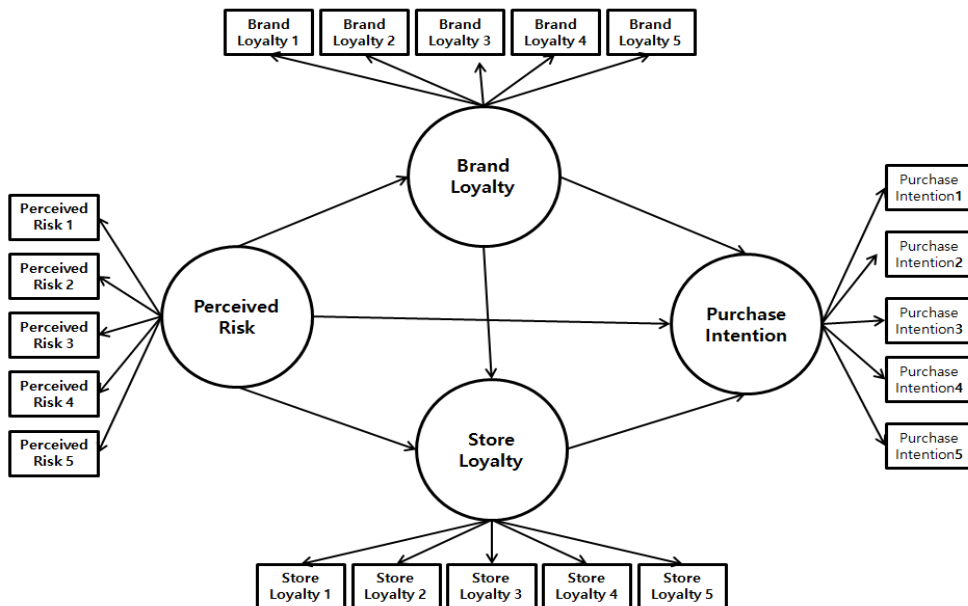 Brand
Loyalty 1
Brand
Loyalty 2
Brand
Loyalty 3
Brand
Loyalty 4
Brand
Loyalty 5
Brand
Loyalty
Perceived
Risk 1
Perceived
Risk 2
Perceived
Risk 3
Perceived
Risk 4
Perceived
Risk 5
Perceived
Risk
Purchase
Intention
Purchase
Intention1
Purchase
Intention2
Purchase
Intention3
Purchase
Intention4
Purchase
Intention5
Store
Loyalty
Store
Loyalty 1
Store
Loyalty 2
Store
Loyalty 3
Store
Loyalty 4
Store
Loyalty 5